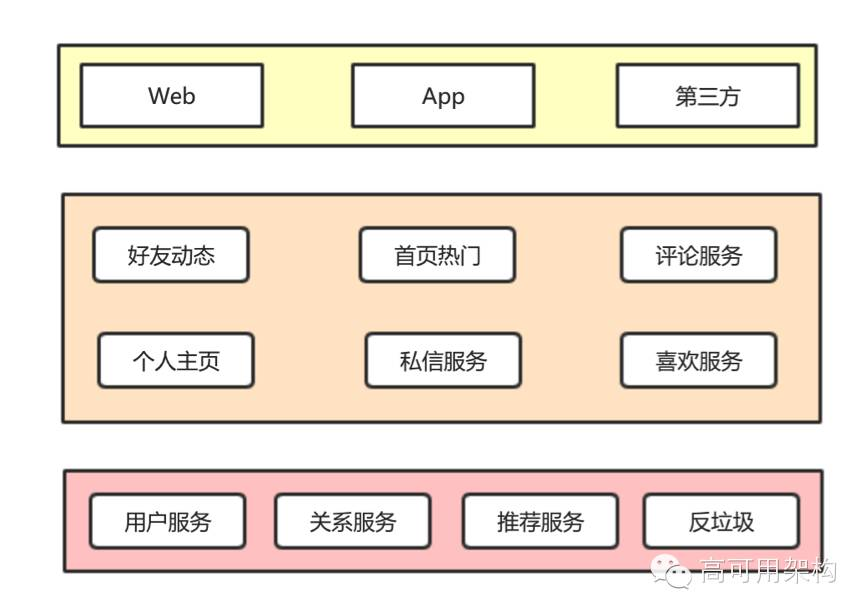 Web App 第三方
好友动态 首页热门 评论服务
个人主页 私信服务 喜欢服务
用户服务 关系服务 推荐服务 反垃圾
高可用架构